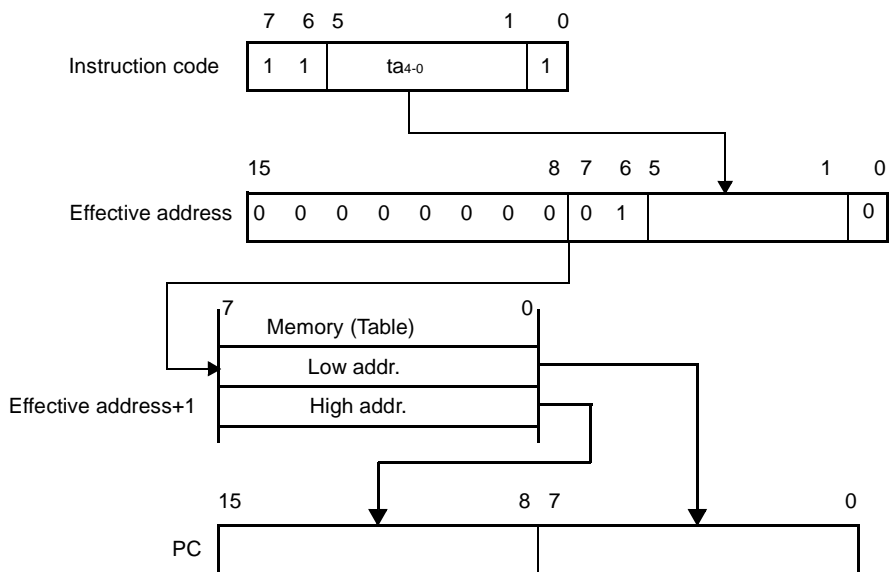 7 6 5 1 0
Instruction code 1 1 ta4-0 1
15 8 7 6 5 1 0
Effective address 0 0 0 0 0 0 0 0 0 1 0
7 0
Memory (Table)
Low addr.
Effective address+1 High addr.
15 8 7 0
PC